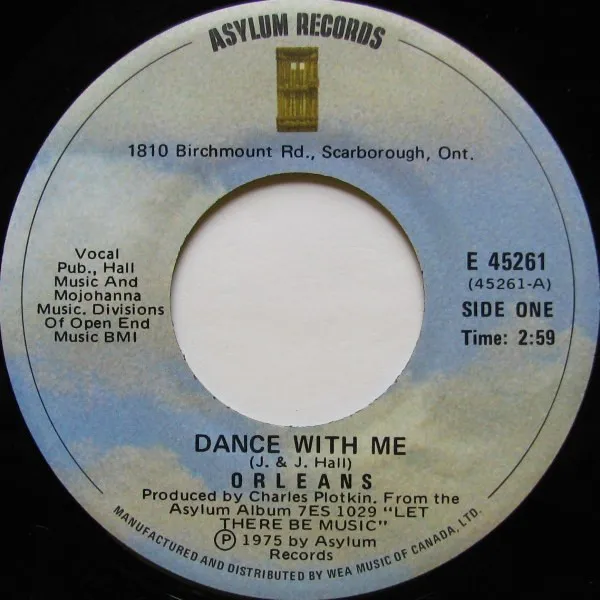 ASYLUM RECORDS
1810 Birchmount Rd., Scarborough, Ont.
Vocal
Pub., Hall
Music And
Mojohanna
Music. Divisions
Of Open End
Music BMI
E 45261
(45261-A)
SIDE ONE
Time: 2:59
DANCE WITH ME
(J. & J. Hall)
ORLEANS
Produced by Charles Plotkin. From the
Asylum Album 7ES 1029 "LET
THERE BE MUSIC"
Ⓟ 1975 by Asylum
Records
MANUFACTURED AND DISTRIBUTED BY WEA MUSIC OF CANADA, LTD.